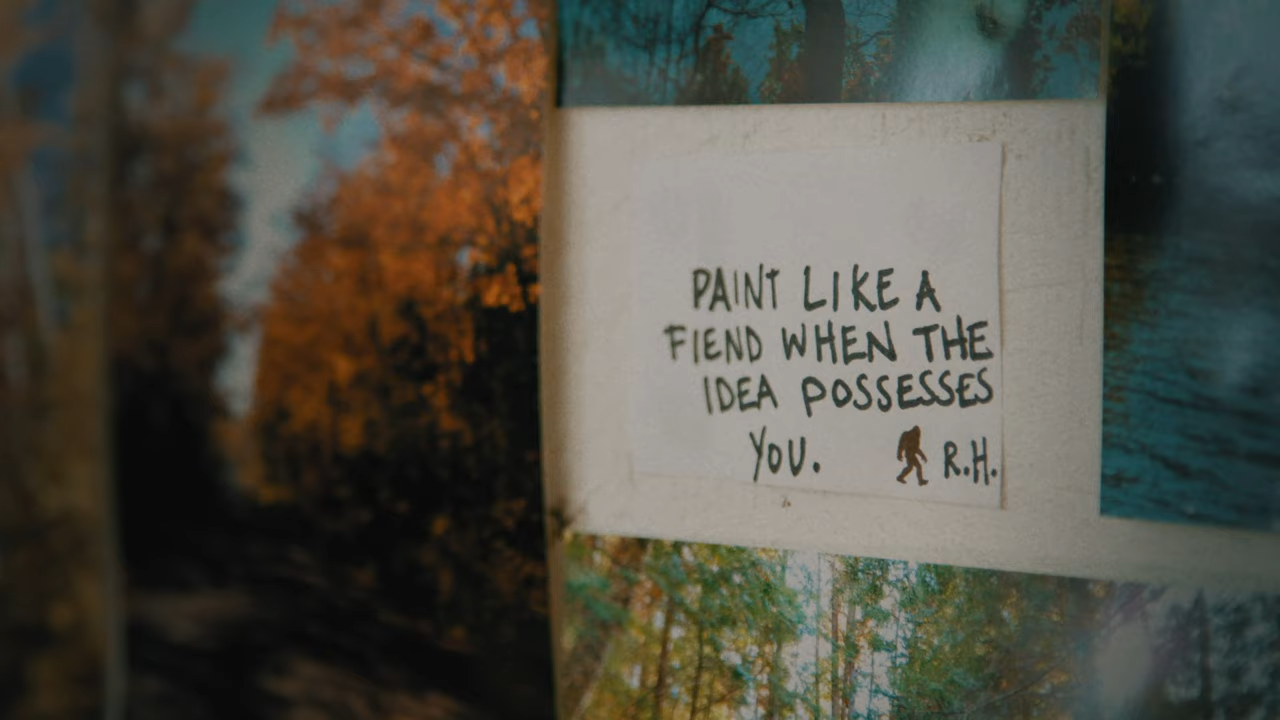 PAINT LIKE A
FIEND WHEN THE
IDEA POSSESSES
YOU. R.H.